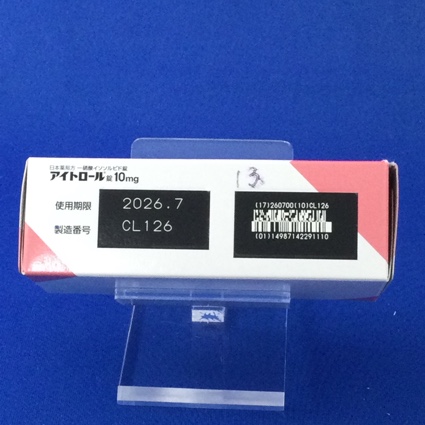 日本薬局方 一硝酸イソソルビド錠
アイトロール錠10mg
使用期限 2026.7
製造番号 CL126
(17)260700(10)CL126
(01)14987142291110